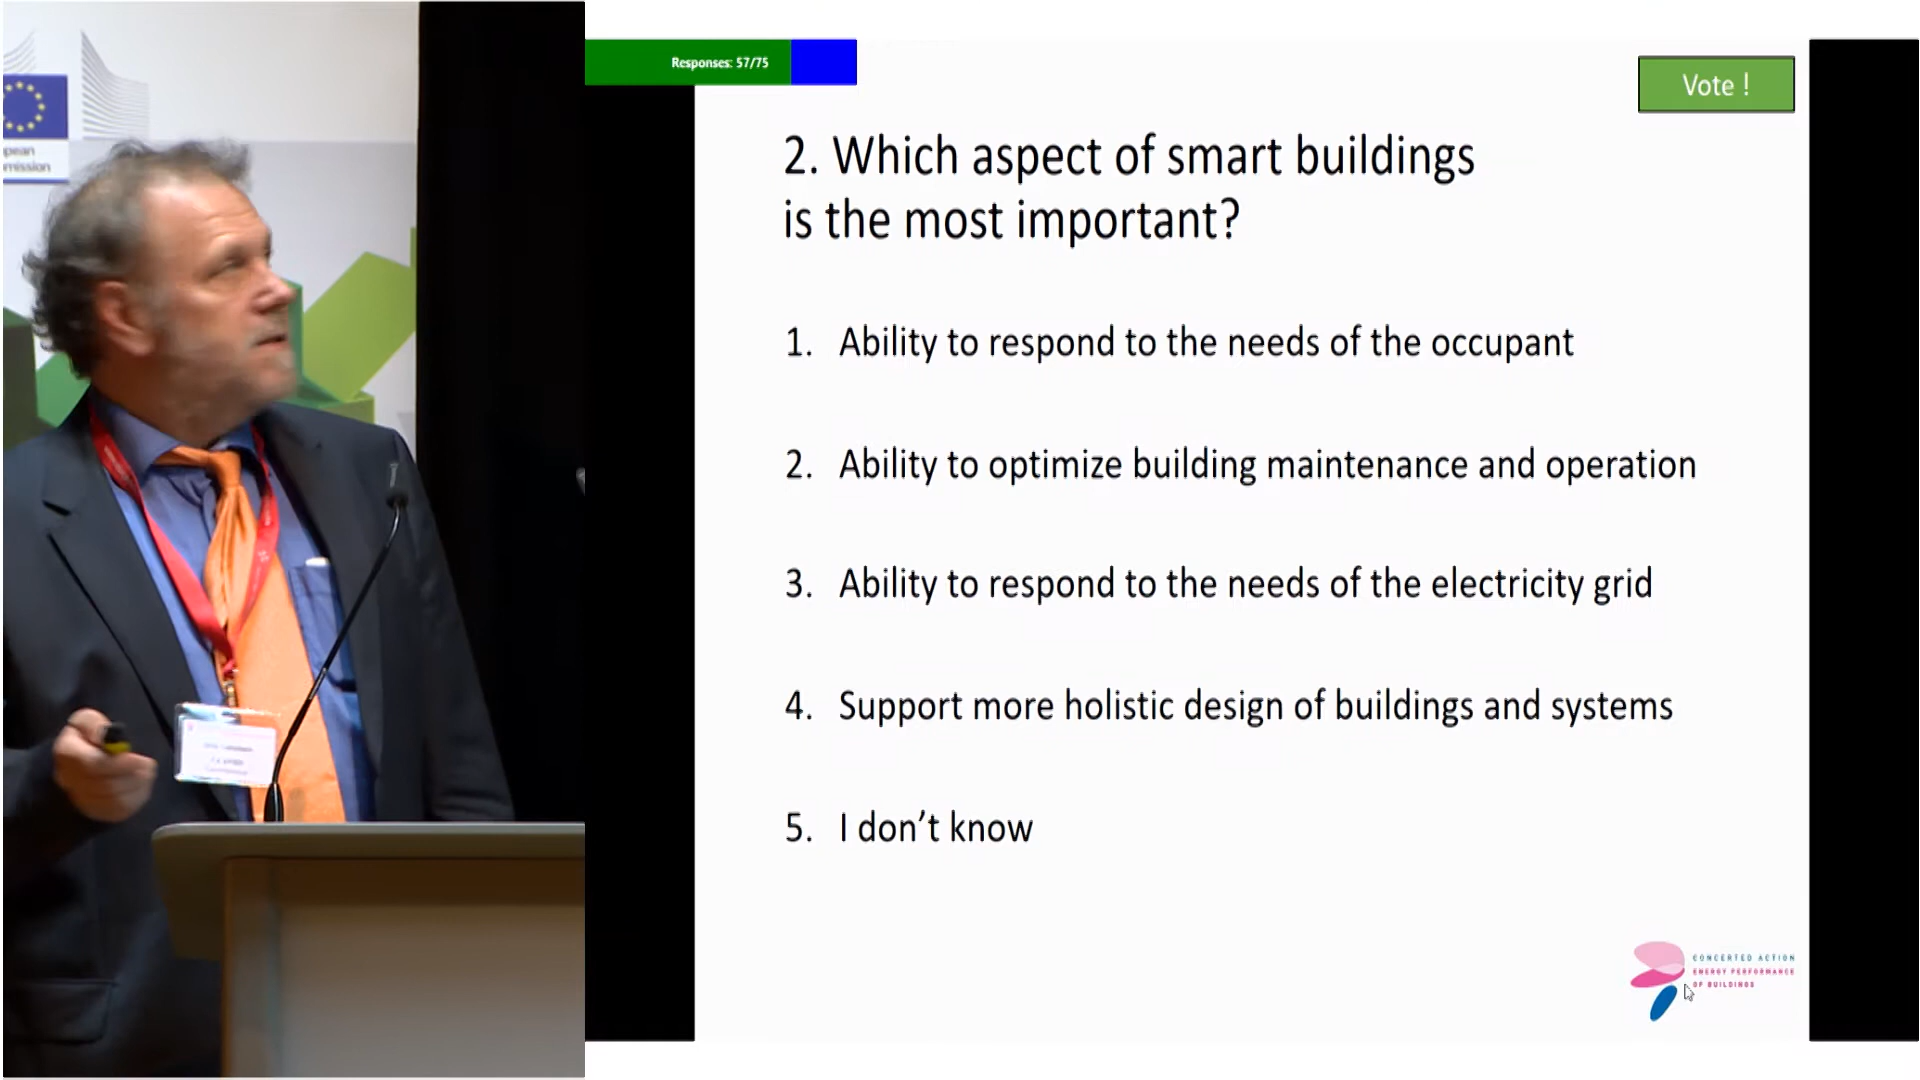 pean
mission
Responses: 57/75
Vote !
2. Which aspect of smart buildings
is the most important?
1. Ability to respond to the needs of the occupant
2. Ability to optimize building maintenance and operation
3. Ability to respond to the needs of the electricity grid
4. Support more holistic design of buildings and systems
5. I don’t know
CONCERTED ACTION
ENERGY PERFORMANCE
OF BUILDINGS